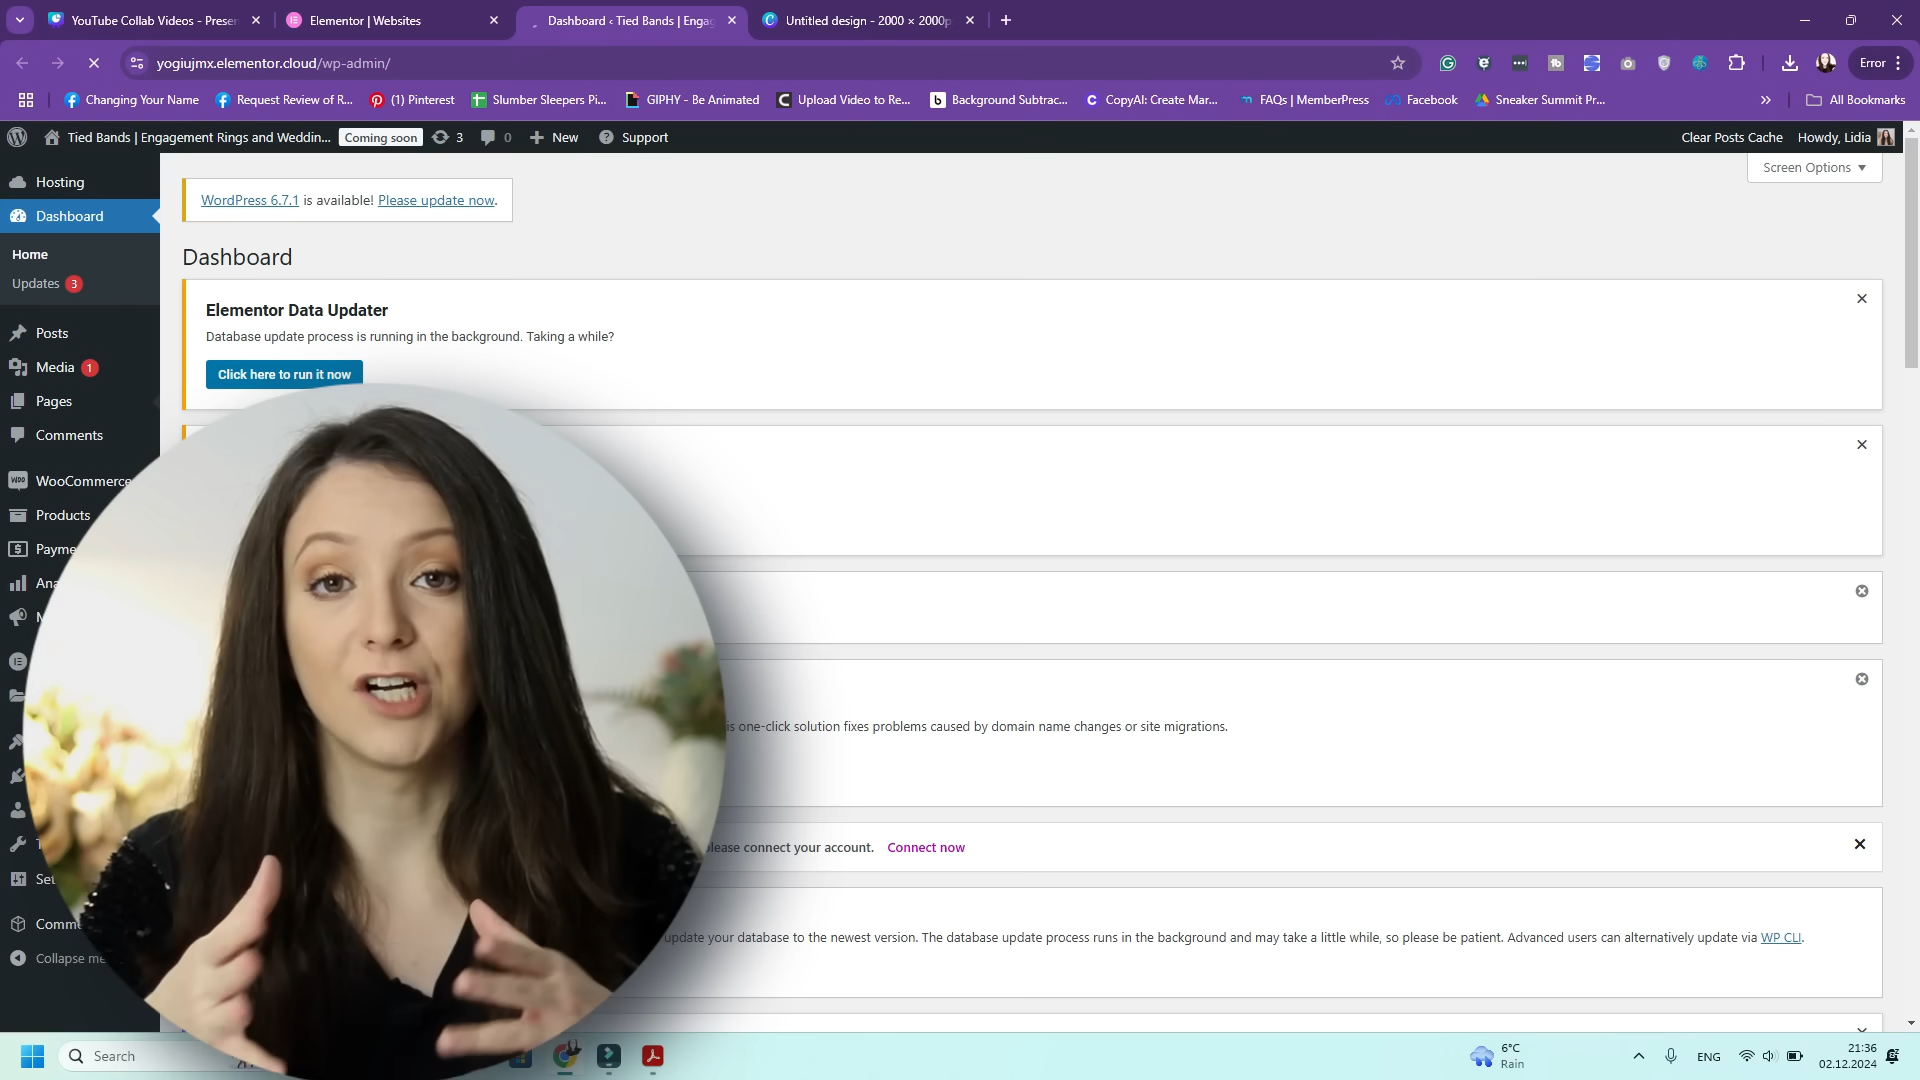 YouTube Collab Videos - Presen
Elementor | Websites
Dashboard ‹ Tied Bands | Engag
Untitled design - 2000 × 2000p
yogiujmx.elementor.cloud/wp-admin/
Error
Changing Your Name
Request Review of R...
(1) Pinterest
Slumber Sleepers Pi...
GIPHY - Be Animated
Upload Video to Re...
Background Subtrac...
CopyAI: Create Mar...
FAQs | MemberPress
Facebook
Sneaker Summit Pr...
All Bookmarks
Tied Bands | Engagement Rings and Weddin...
Coming soon
3
0
New
Support
Clear Posts Cache
Howdy, Lidia
Screen Options
Hosting
Dashboard
Home
Updates 3
Posts
Media 1
Pages
Comments
WooCommerce
Products
Payme
Ana
M
T
Set
Comme
Collapse me
WordPress 6.7.1 is available! Please update now.
Dashboard
Elementor Data Updater
Database update process is running in the background. Taking a while?
Click here to run it now
is one-click solution fixes problems caused by domain name changes or site migrations.
please connect your account. Connect now
update your database to the newest version. The database update process runs in the background and may take a little while, so please be patient. Advanced users can alternatively update via WP CLI.
Search
6°C
Rain
ENG
21:36
02.12.2024